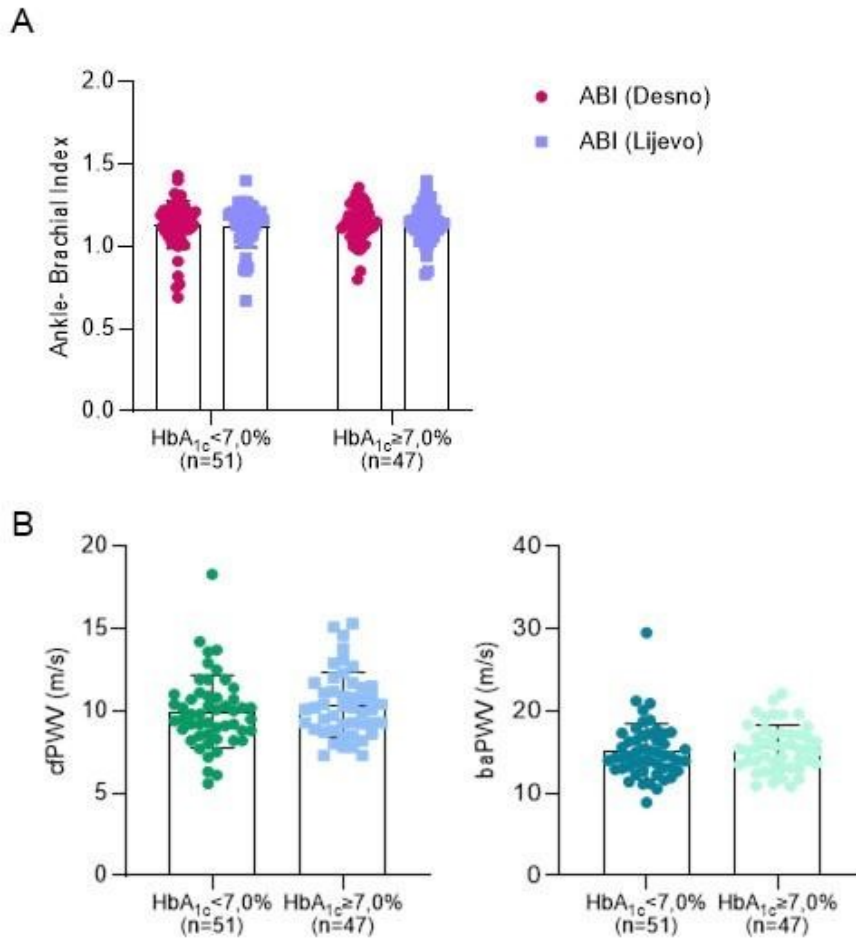 A
2.0
1.5
1.0
0.5
0.0
Ankle- Brachial Index
HbA1c<7,0%
(n=51)
HbA1c≥7,0%
(n=47)
ABI (Desno)
ABI (Lijevo)
B
20
15
10
5
0
cfPWV (m/s)
HbA1c<7,0%
(n=51)
HbA1c≥7,0%
(n=47)
40
30
20
10
0
baPWV (m/s)
HbA1c<7,0%
(n=51)
HbA1c≥7,0%
(n=47)